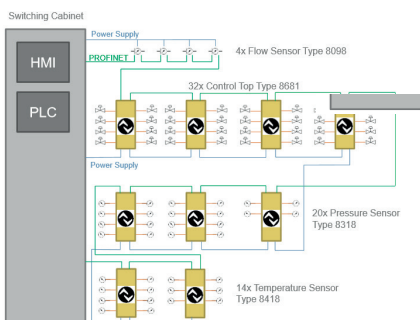 Switching Cabinet
Power Supply
4x Flow Sensor Type 8098
PROFINET
HMI
32x Control Top Type 8681
PLC
Power Supply
20x Pressure Sensor
Type 8318
14x Temperature Sensor
Type 8418